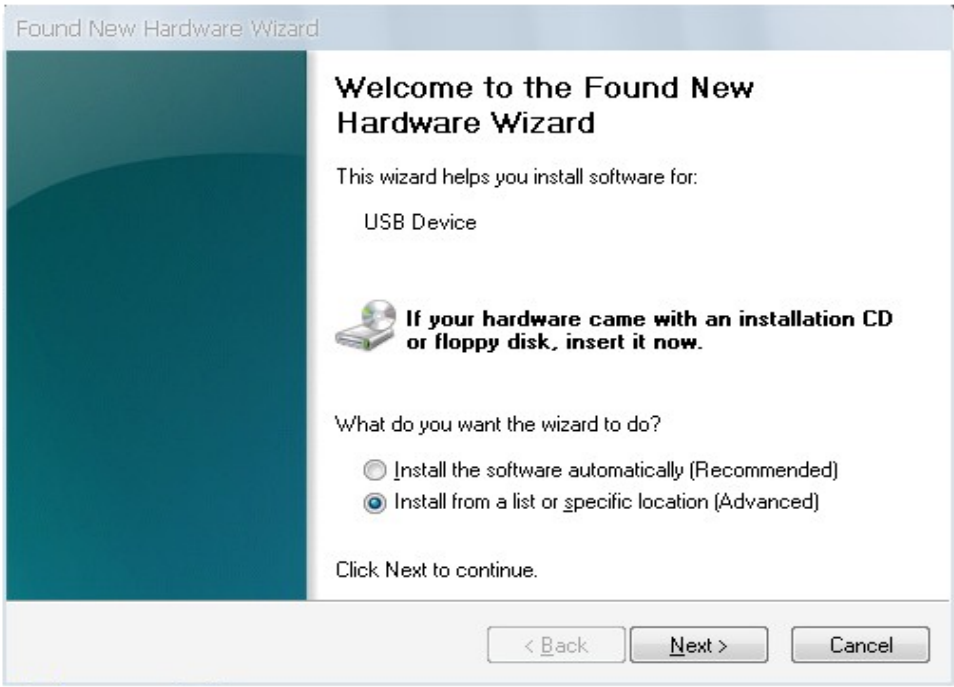 Found New Hardware Wizard
Welcome to the Found New
Hardware Wizard
This wizard helps you install software for:
USB Device
If your hardware came with an installation CD
or floppy disk, insert it now.
What do you want the wizard to do?
Install the software automatically (Recommended)
Install from a list or specific location (Advanced)
Click Next to continue.
< Back
Next >
Cancel